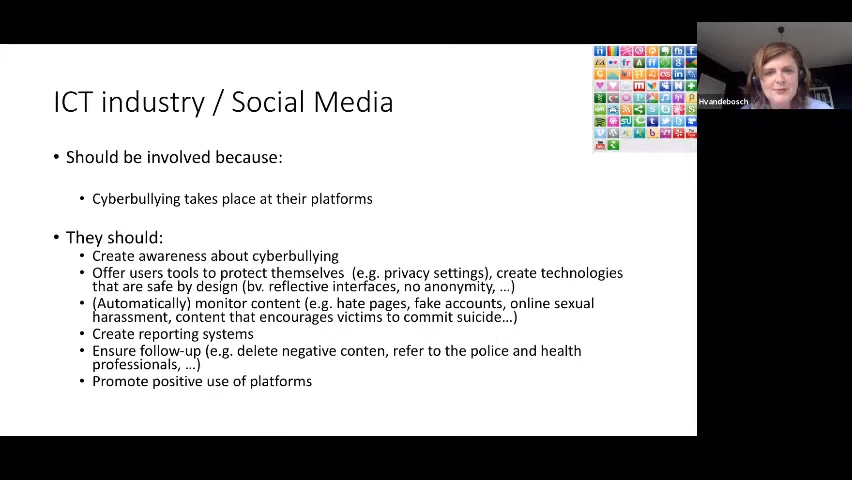 ICT industry / Social Media
Hvandebosch
• Should be involved because:
• Cyberbullying takes place at their platforms
• They should:
• Create awareness about cyberbullying
• Offer users tools to protect themselves (e.g. privacy settings), create technologies
that are safe by design (bv. reflective interfaces, no anonymity, …)
• (Automatically) monitor content (e.g. hate pages, fake accounts, online sexual
harassment, content that encourages victims to commit suicide…)
• Create reporting systems
• Ensure follow-up (e.g. delete negative conten, refer to the police and health
professionals, …)
• Promote positive use of platforms